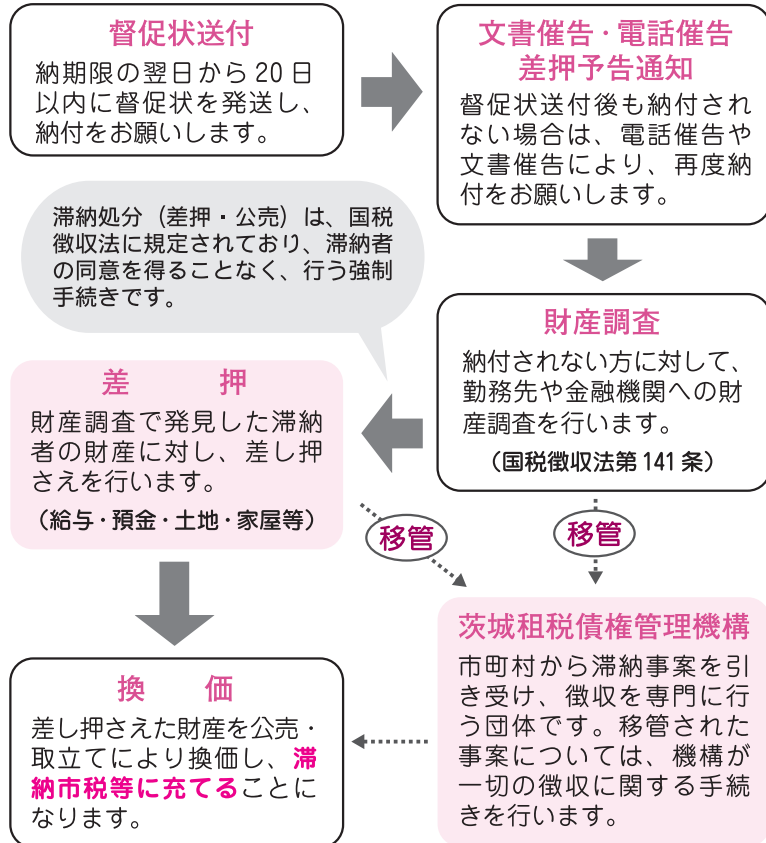 督促状送付
納期限の翌日から 20 日
以内に督促状を発送し、
納付をお願いします。
文書催告・電話催告
差押予告通知
督促状送付後も納付され
ない場合は、電話催告や
文書催告により、再度納
付をお願いします。
滞納処分（差押・公売）は、国税
徴収法に規定されており、滞納者
の同意を得ることなく、行う強制
手続きです。
財産調査
納付されない方に対して、
勤務先や金融機関への財
産調査を行います。
（国税徴収法第 141 条）
差　押
財産調査で発見した滞納
者の財産に対し、差し押
さえを行います。
（給与・預金・土地・家屋等）
移管
移管
茨城租税債権管理機構
市町村から滞納事案を引
き受け、徴収を専門に行
う団体です。移管された
事案については、機構が
一切の徴収に関する手続
きを行います。
換　価
差し押さえた財産を公売・
取立てにより換価し、滞
納市税等に充てることに
なります。